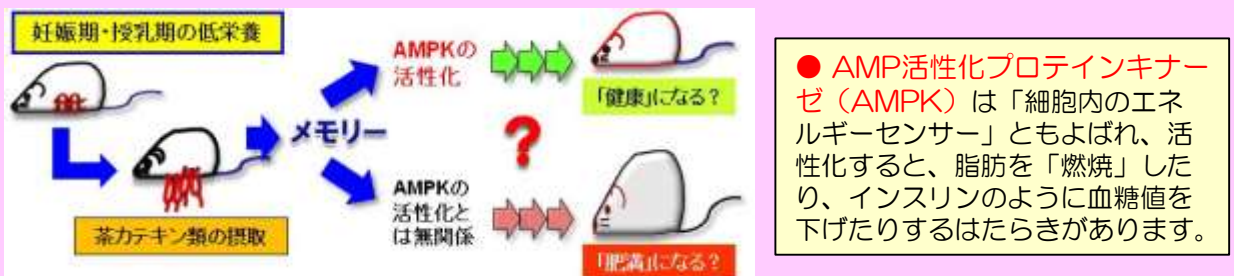 妊娠期・授乳期の低栄養
茶カテキン類の摂取
メモリー
AMPKの
活性化
「健康」になる？
？
AMPKの
活性化と
は無関係
「肥満」になる？
● AMP活性化プロテインキナー
ゼ（AMPK）は「細胞内のエネ
ルギーセンサー」ともよばれ、活
性化すると、脂肪を「燃焼」した
り、インスリンのように血糖値を
下げたりするはたらきがあります。